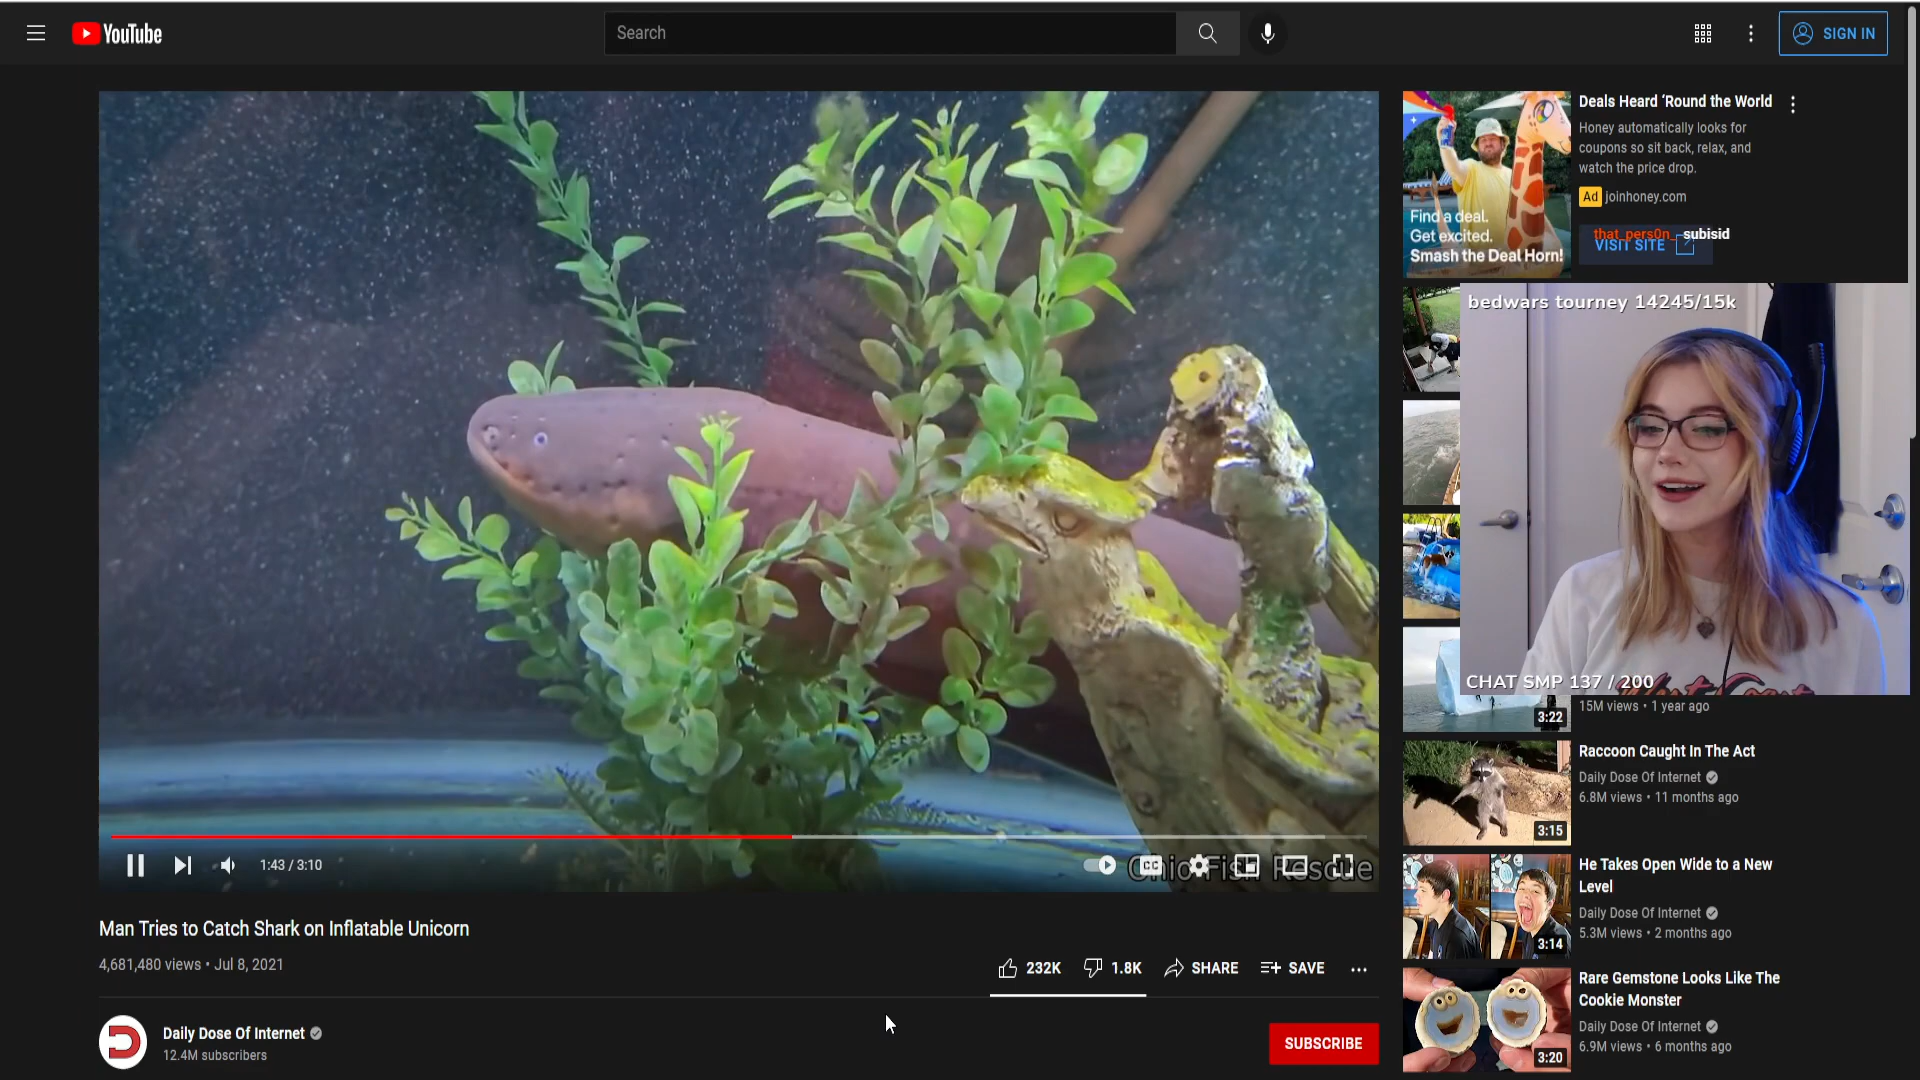 YouTube
Search
SIGN IN
Find a deal.
Get excited.
Smash the Deal Horn!
Deals Heard ‘Round the World
Honey automatically looks for
coupons so sit back, relax, and
watch the price drop.
Ad joinhoney.com
that_pers0n_ subisid
VISIT SITE
bedwars tourney 14245/15k
CHAT SMP 137 / 200
3:22
15M views • 1 year ago
3:15
Raccoon Caught In The Act
Daily Dose Of Internet
6.8M views • 11 months ago
3:14
He Takes Open Wide to a New
Level
Daily Dose Of Internet
5.3M views • 2 months ago
3:20
Rare Gemstone Looks Like The
Cookie Monster
Daily Dose Of Internet
6.9M views • 6 months ago
1:43 / 3:10
CC
Ohio Fish Rescue
Man Tries to Catch Shark on Inflatable Unicorn
4,681,480 views • Jul 8, 2021
232K
1.8K
SHARE
SAVE
Daily Dose Of Internet
12.4M subscribers
SUBSCRIBE